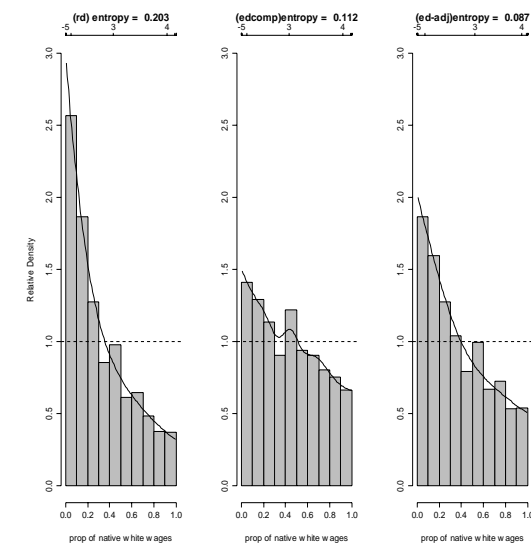 (rd) entropy = 0.203
-5 3 4
3.0
2.5
2.0
1.5
1.0
0.5
0.0
Relative Density
0.0 0.2 0.4 0.6 0.8 1.0
prop of native white wages
(edcomp)entropy = 0.112
-5 3 4
3.0
2.5
2.0
1.5
1.0
0.5
0.0
0.0 0.2 0.4 0.6 0.8 1.0
prop of native white wages
(ed-adj)entropy = 0.087
-5 3 4
3.0
2.5
2.0
1.5
1.0
0.5
0.0
0.0 0.2 0.4 0.6 0.8 1.0
prop of native white wages